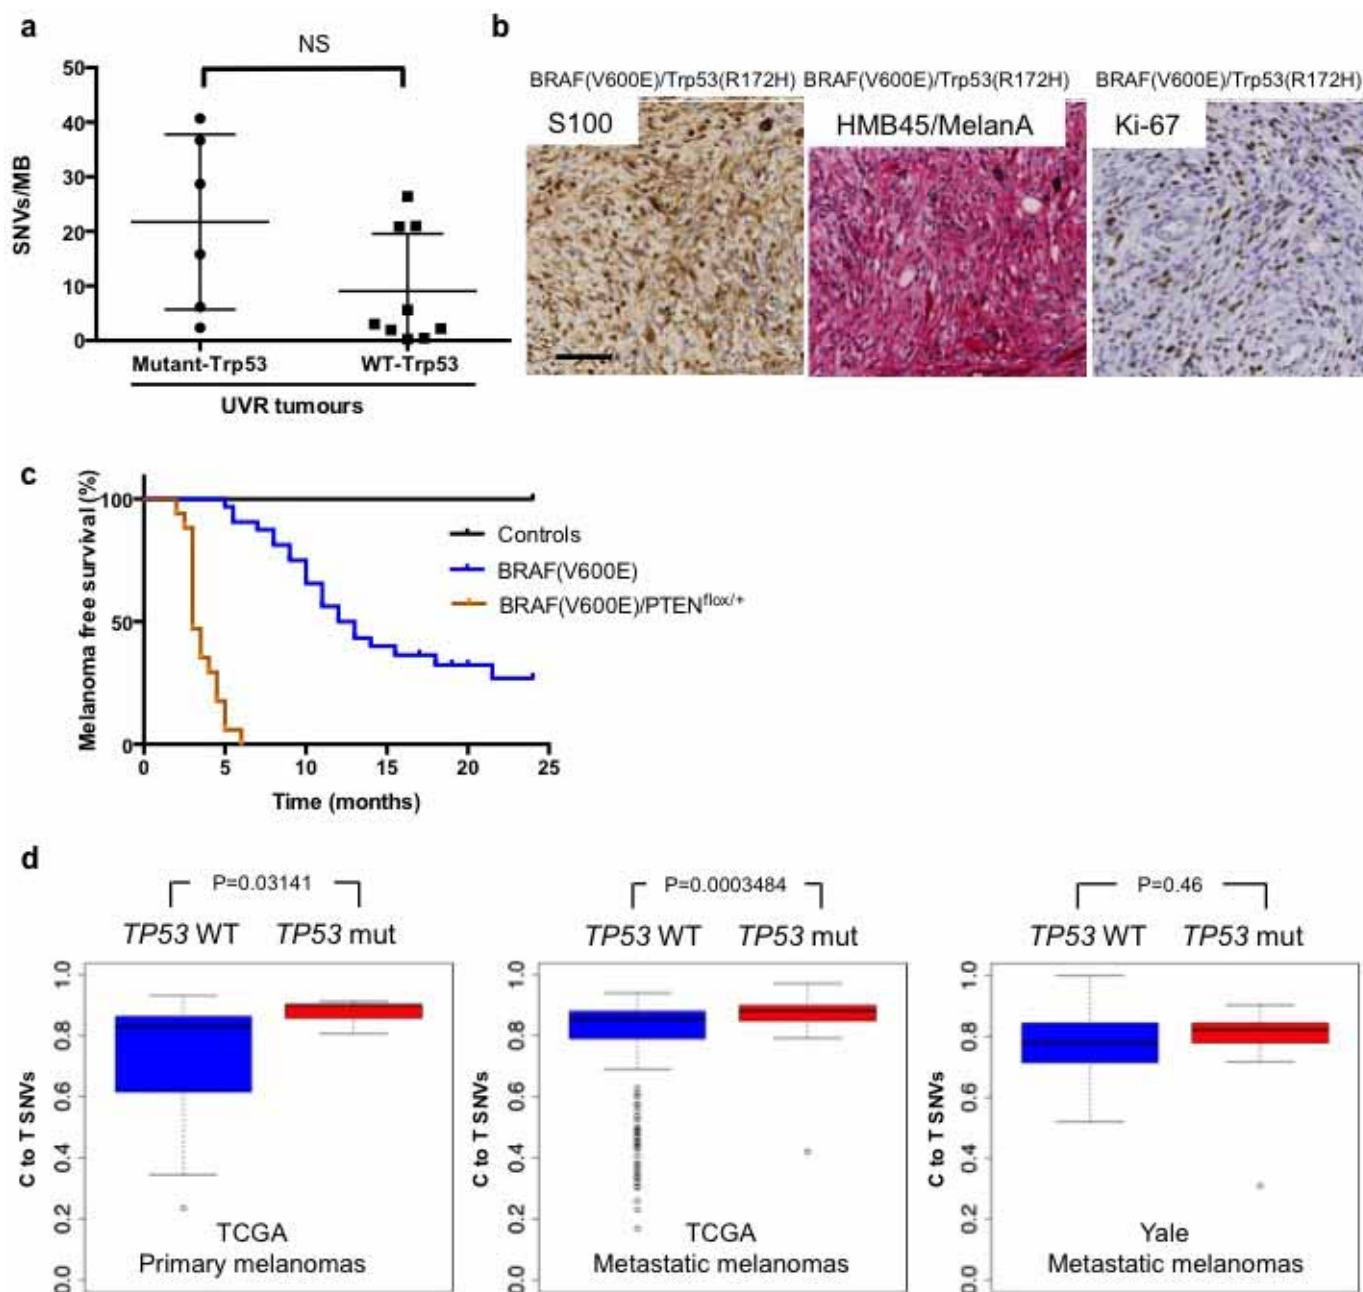 a
NS
50
40
30
20
10
0
SNVs/MB
Mutant-Trp53 WT-Trp53
UVR tumours
b
BRAF(V600E)/Trp53(R172H) BRAF(V600E)/Trp53(R172H) BRAF(V600E)/Trp53(R172H)
S100 HMB45/MelanA Ki-67
c
Melanoma free survival (%)
100
50
0
0 5 10 15 20 25
Time (months)
Controls
BRAF(V600E)
BRAF(V600E)/PTENflox/+
d
P=0.03141
TP53 WT TP53 mut
C to T SNVs
1.0
0.8
0.6
0.4
0.2
0.0
TCGA
Primary melanomas
P=0.0003484
TP53 WT TP53 mut
C to T SNVs
1.0
0.8
0.6
0.4
0.2
0.0
TCGA
Metastatic melanomas
P=0.46
TP53 WT TP53 mut
C to T SNVs
1.0
0.8
0.6
0.4
0.2
0.0
Yale
Metastatic melanomas